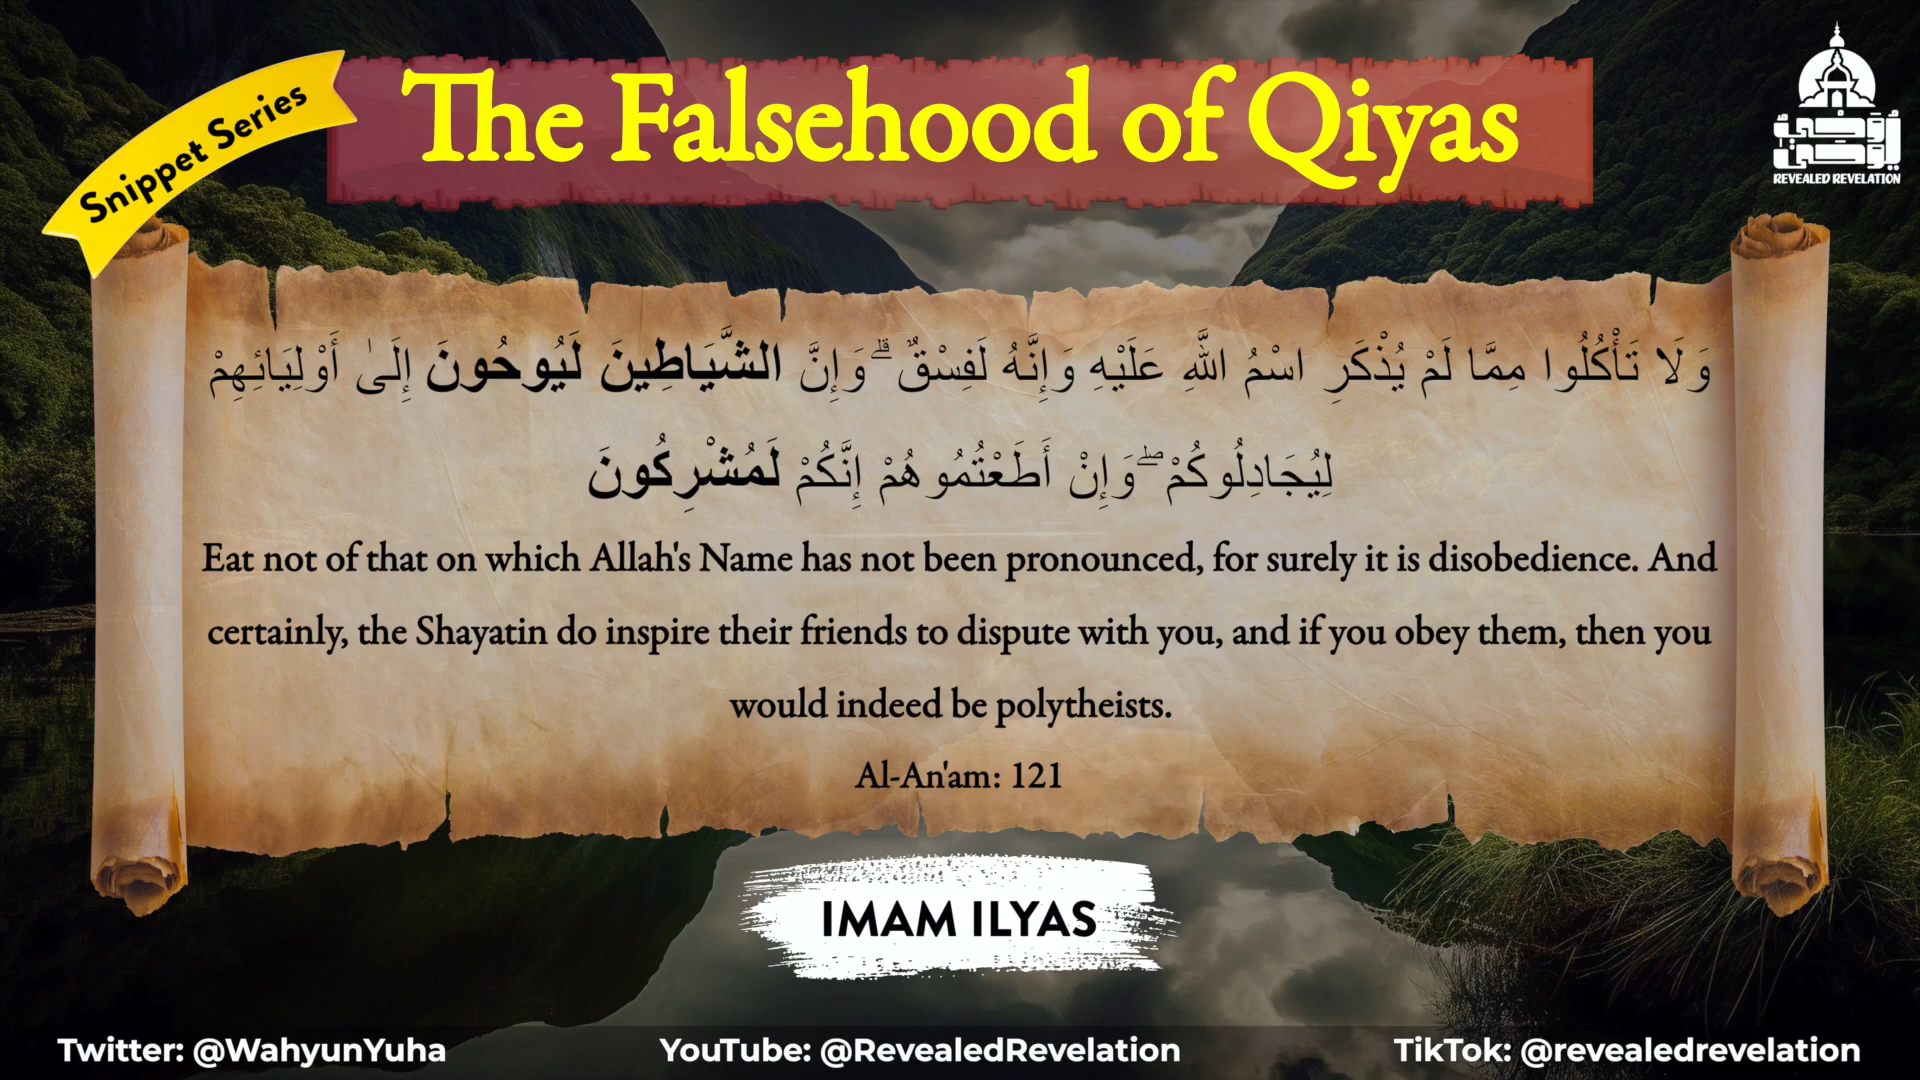 Snippet Series
The Falsehood of Qiyas
وَحْيٌ
يُوحَىٰ
REVEALED REVELATION
وَلَا تَأْكُلُوا مِمَّا لَمْ يُذْكَرِ اسْمُ اللَّهِ عَلَيْهِ وَإِنَّهُ لَفِسْقٌ ۗ وَإِنَّ الشَّيَاطِينَ لَيُوحُونَ إِلَىٰ أَوْلِيَائِهِمْ
لِيُجَادِلُوكُمْ ۖ وَإِنْ أَطَعْتُمُوهُمْ إِنَّكُمْ لَمُشْرِكُونَ
Eat not of that on which Allah's Name has not been pronounced, for surely it is disobedience. And
certainly, the Shayatin do inspire their friends to dispute with you, and if you obey them, then you
would indeed be polytheists.
Al-An'am: 121
IMAM ILYAS
Twitter: @WahyunYuha YouTube: @RevealedRevelation TikTok: @revealedrevelation